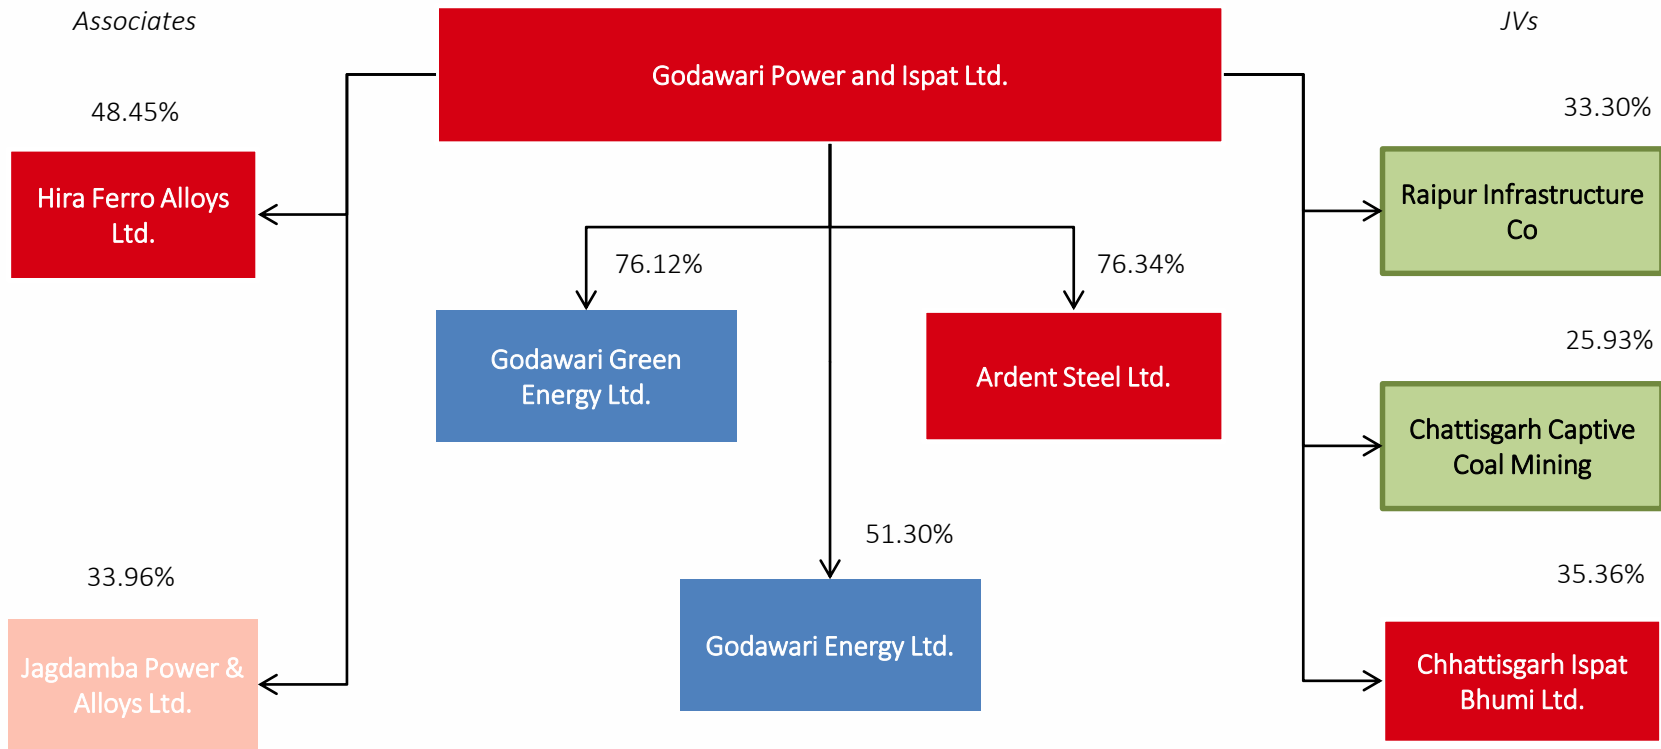 Associates
JVs
Godawari Power and Ispat Ltd.
48.45%
33.30%
Hira Ferro Alloys
Ltd.
Raipur Infrastructure
Co
76.12%
76.34%
Godawari Green
Energy Ltd.
Ardent Steel Ltd.
25.93%
Chattisgarh Captive
Coal Mining
51.30%
33.96%
35.36%
Godawari Energy Ltd.
Jagdamba Power &
Alloys Ltd.
Chhattisgarh Ispat
Bhumi Ltd.